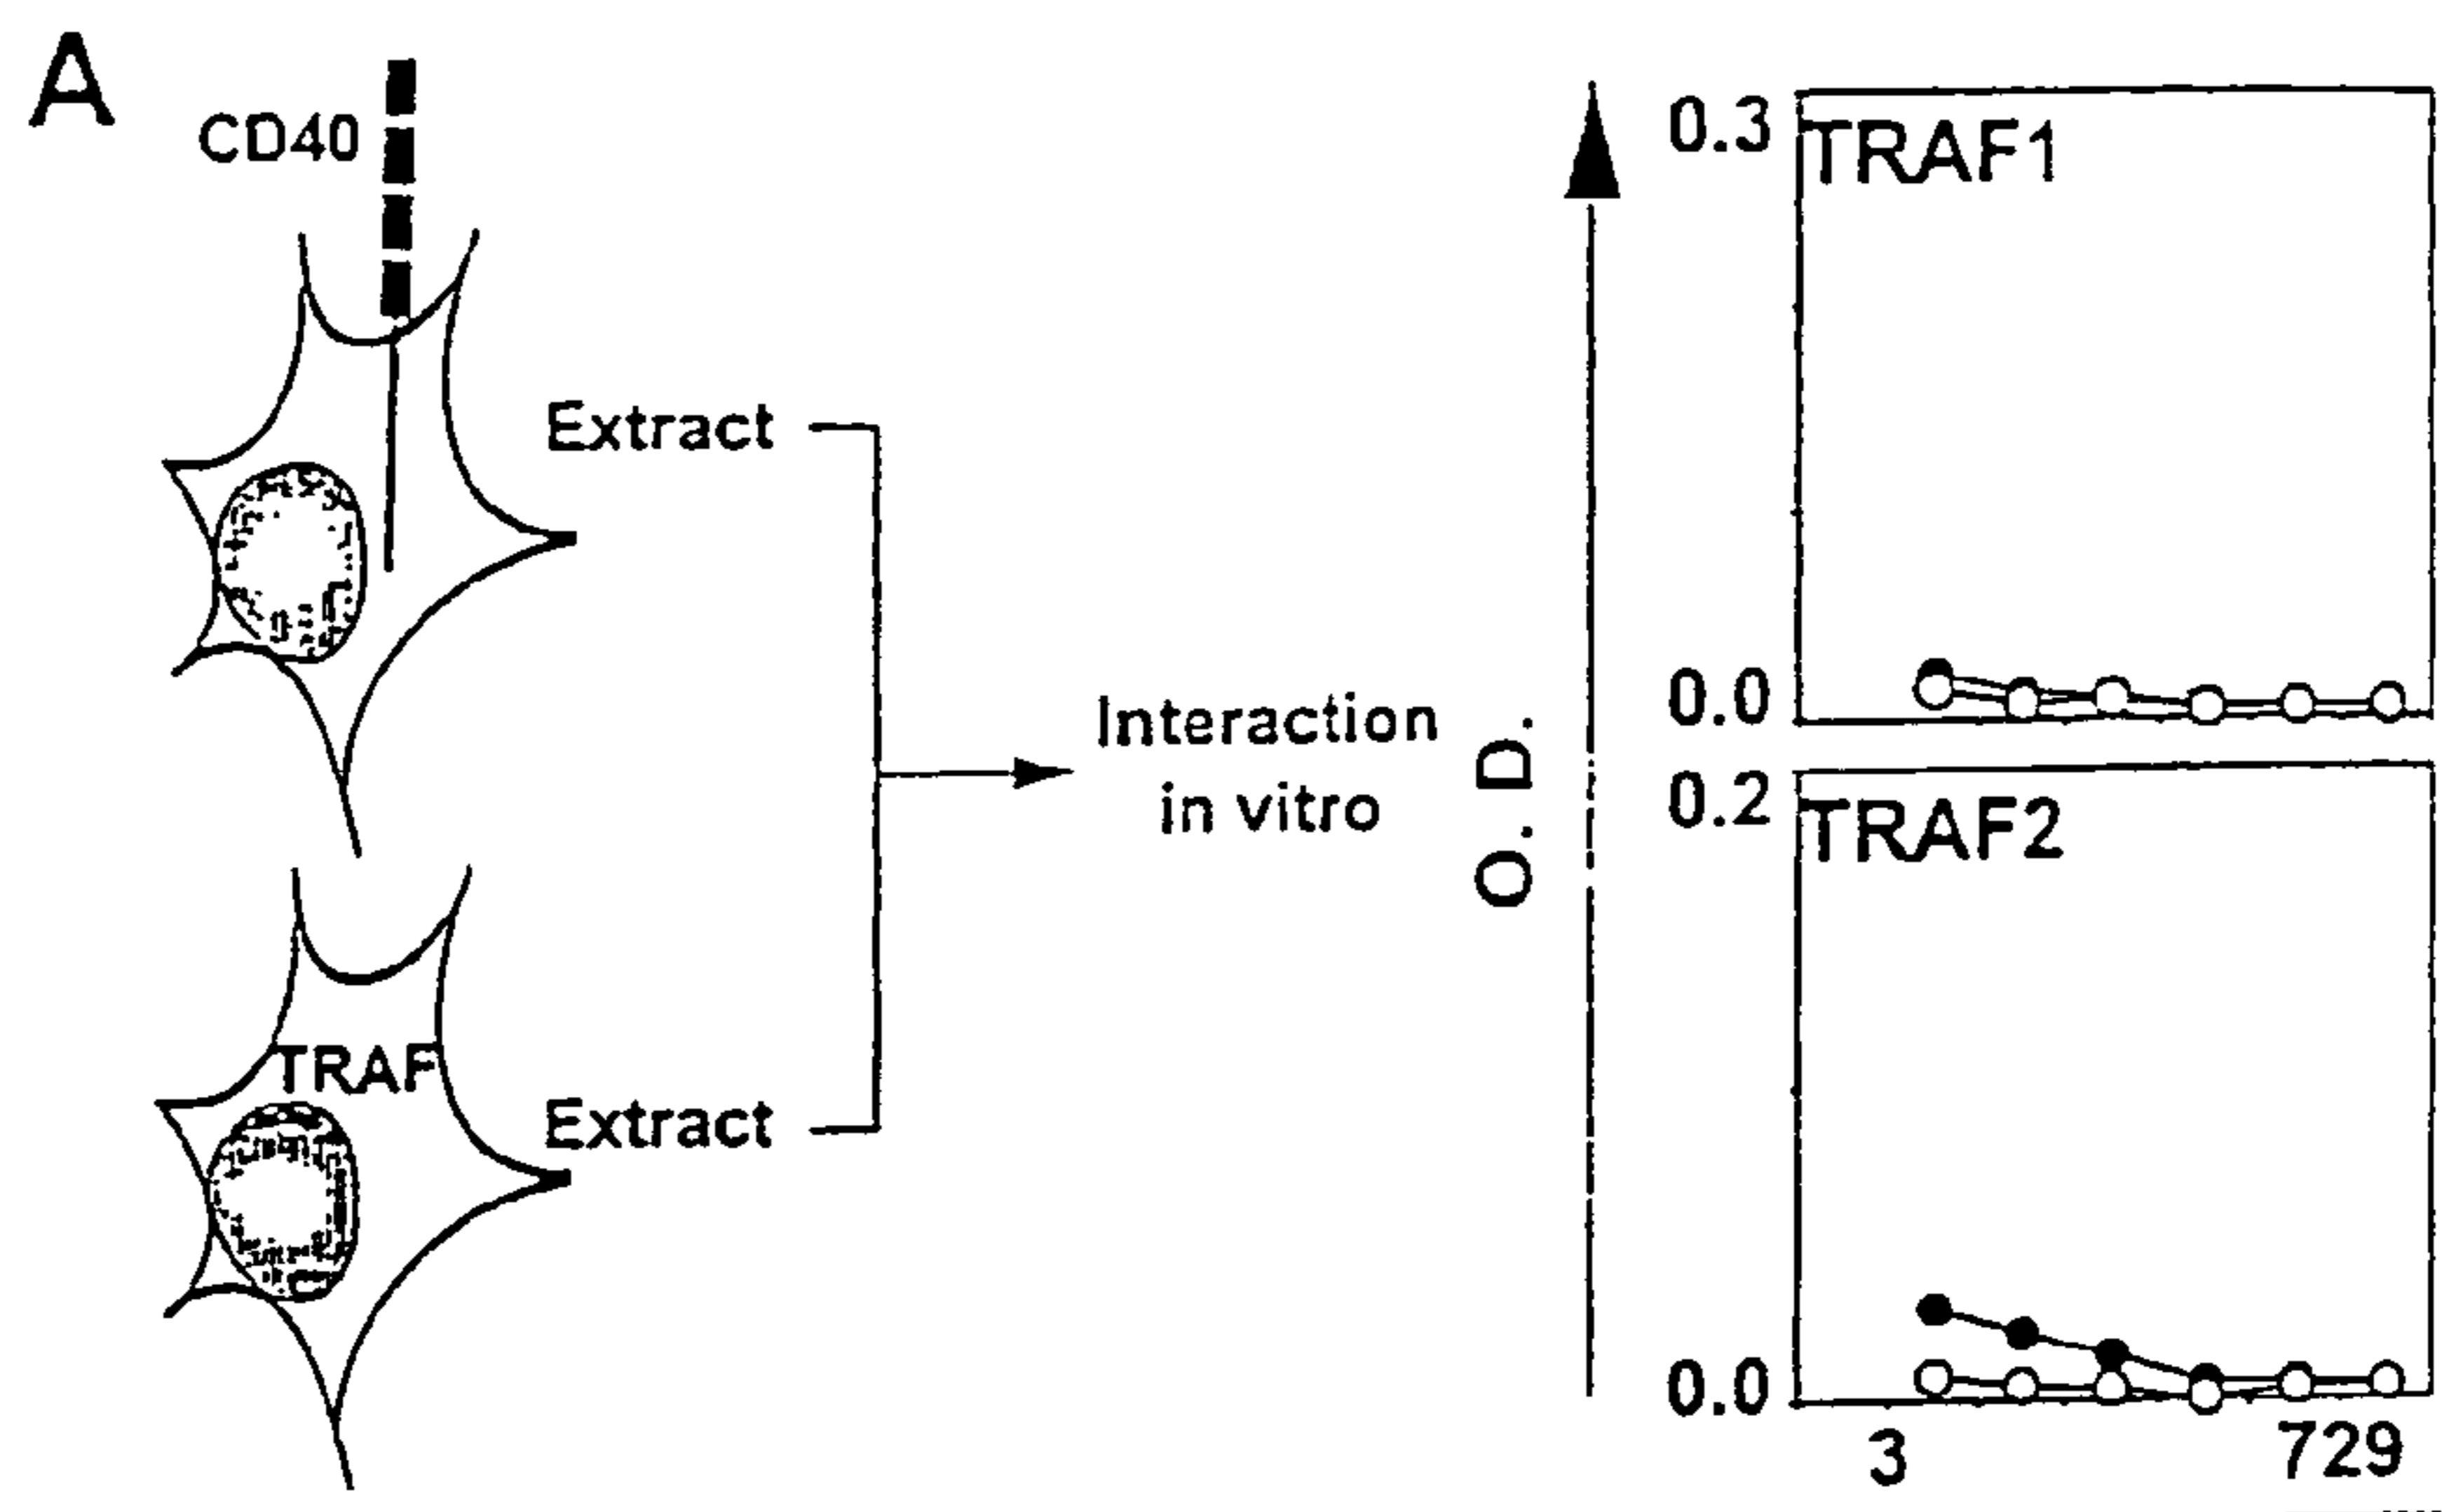 A
CD40
Extract
Interaction
in vitro
TRAF
Extract
O. D.
0.3
TRAF1
0.0
0.2
TRAF2
0.0
3
729